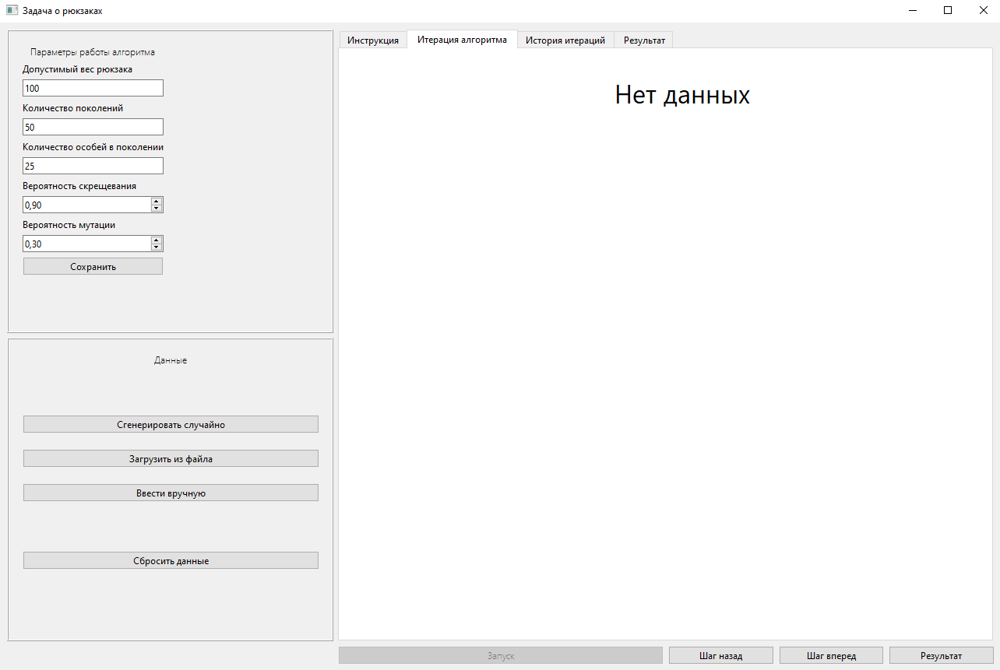 Задача о рюкзаках
Параметры работы алгоритма
Допустимый вес рюкзака
100
Количество поколений
50
Количество особей в поколении
25
Вероятность скрещевания
0,90
Вероятность мутации
0,30
Сохранить
Данные
Сгенерировать случайно
Загрузить из файла
Ввести вручную
Сбросить данные
Инструкция Итерация алгоритма История итераций Результат
Нет данных
Запуск Шаг назад Шаг вперед Результат